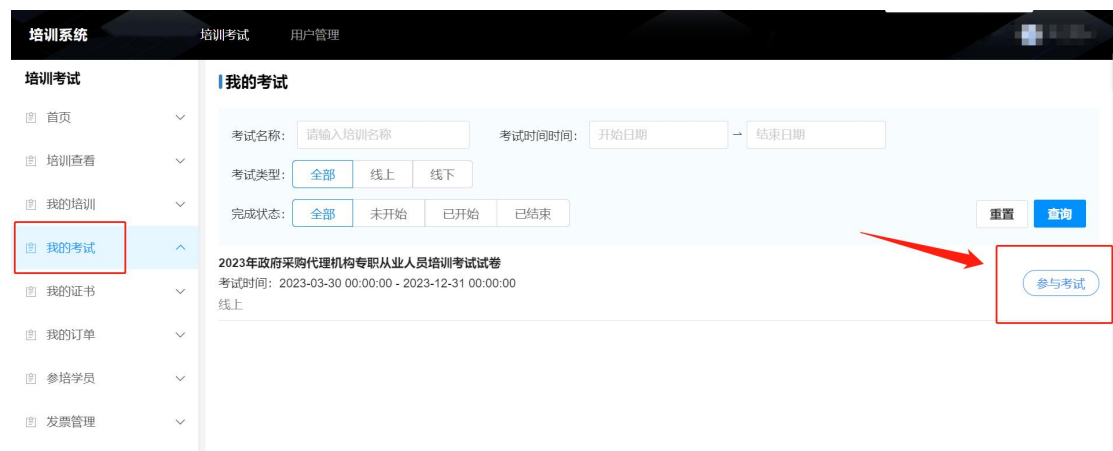 培训系统 培训考试 用户管理
培训考试
首页
培训查看
我的培训
我的考试
我的证书
我的订单
参培学员
发票管理
我的考试
考试名称: 请输入培训名称 考试时间时间: 开始日期 → 结束日期
考试类型: 全部 线上 线下
完成状态: 全部 未开始 已开始 已结束 重置 查询
2023年政府采购代理机构专职从业人员培训考试试卷
考试时间：2023-03-30 00:00:00 - 2023-12-31 00:00:00 参与考试
线上